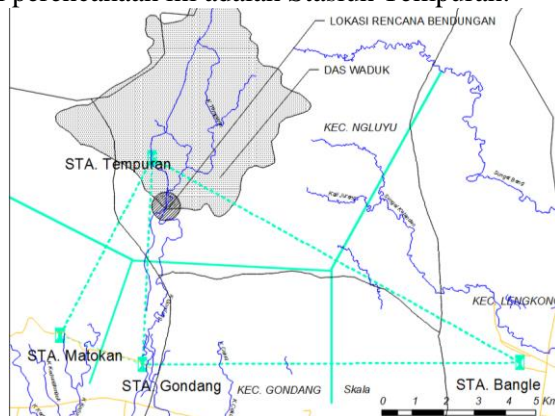 perencanaan ini adalah Stasiun Tempuran.
LOKASI RENCANA BENDUNGAN
DAS WADUK
KEC. NGLUYU
STA. Tempuran
KEC. LENGKONG
STA. Matokan
STA. Gondang
KEC. GONDANG
Skala
STA. Bangle
0 1 2 3 4 5 Km